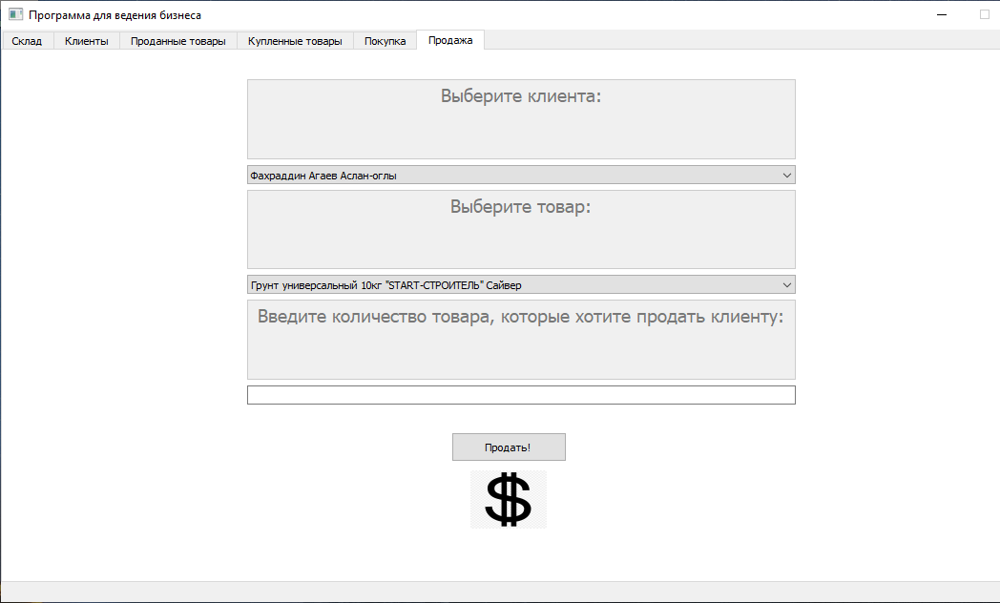 Программа для ведения бизнеса
Склад Клиенты Проданные товары Купленные товары Покупка Продажа
Выберите клиента:
Фахраддин Агаев Аслан-оглы
Выберите товар:
Грунт универсальный 10кг "START-СТРОИТЕЛЬ" Сайвер
Введите количество товара, которые хотите продать клиенту:
Продать!
$